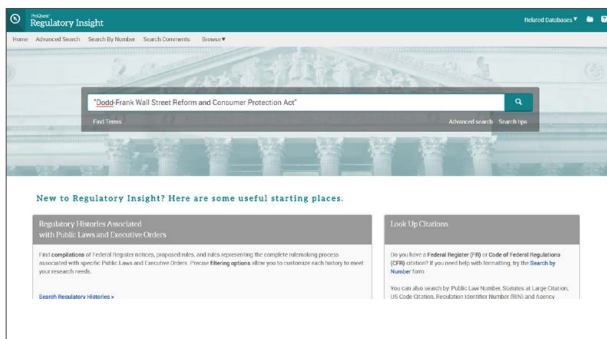 ProQuest
Regulatory Insight
Related Databases
Home Advanced Search Search By Number Search Comments Browse
"Dodd-Frank Wall Street Reform and Consumer Protection Act"
Find Terms
Advanced search Search tips
New to Regulatory Insight? Here are some useful starting places.
Regulatory Histories Associated
with Public Laws and Executive Orders
Find compilations of Federal Register notices, proposed rules, and rules representing the complete rulemaking process
associated with specific Public Laws and Executive Orders. Precise filtering options allow you to customize each history to meet
your research needs.
Search Regulatory Histories »
Look Up Citations
Do you have a Federal Register (FR) or Code of Federal Regulations
(CFR) citation? If you need help with formatting, try the Search by
Number form.
You can also search by Public Law Number, Statutes at Large Citation,
US Code Citation, Regulation Identifier Number (RIN) and Agency